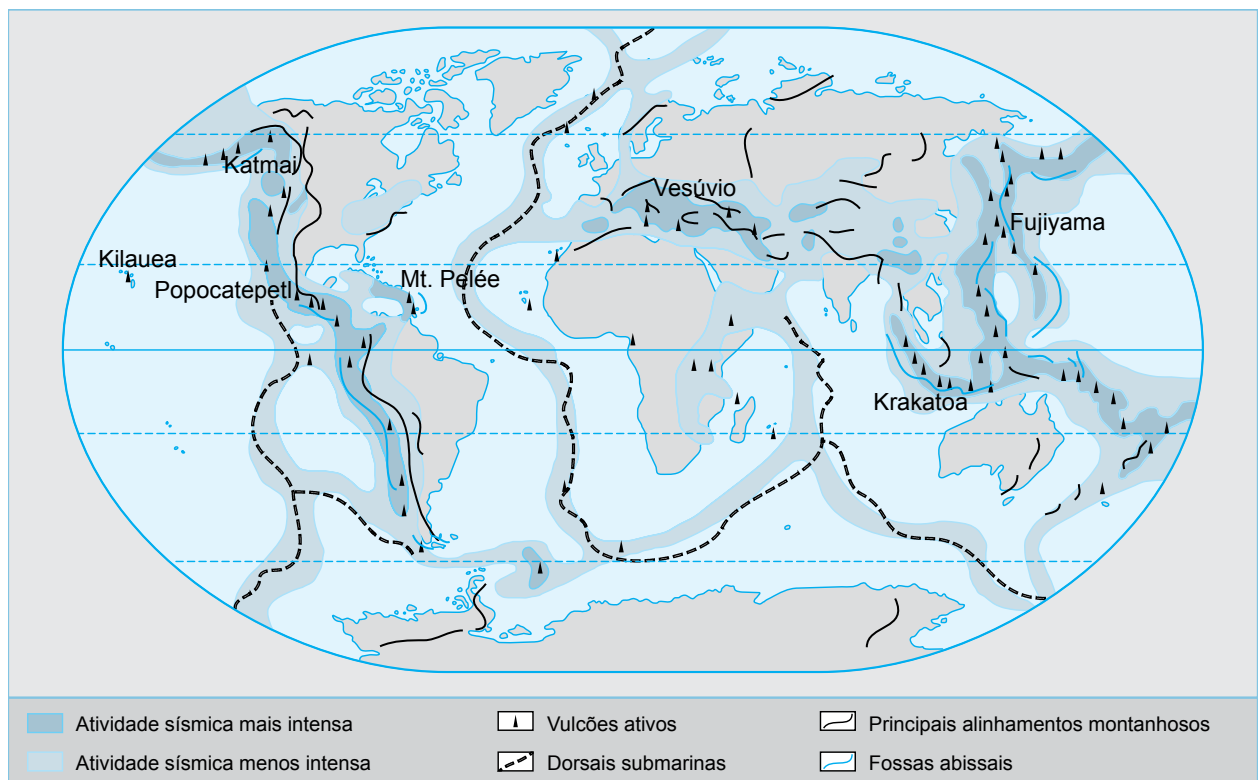 Katmai
Vesúvio
Fujiyama
Kilauea
Popocatepetl
Mt. Pelée
Krakatoa
Atividade sísmica mais intensa
Vulcões ativos
Principais alinhamentos montanhosos
Atividade sísmica menos intensa
Dorsais submarinas
Fossas abissais